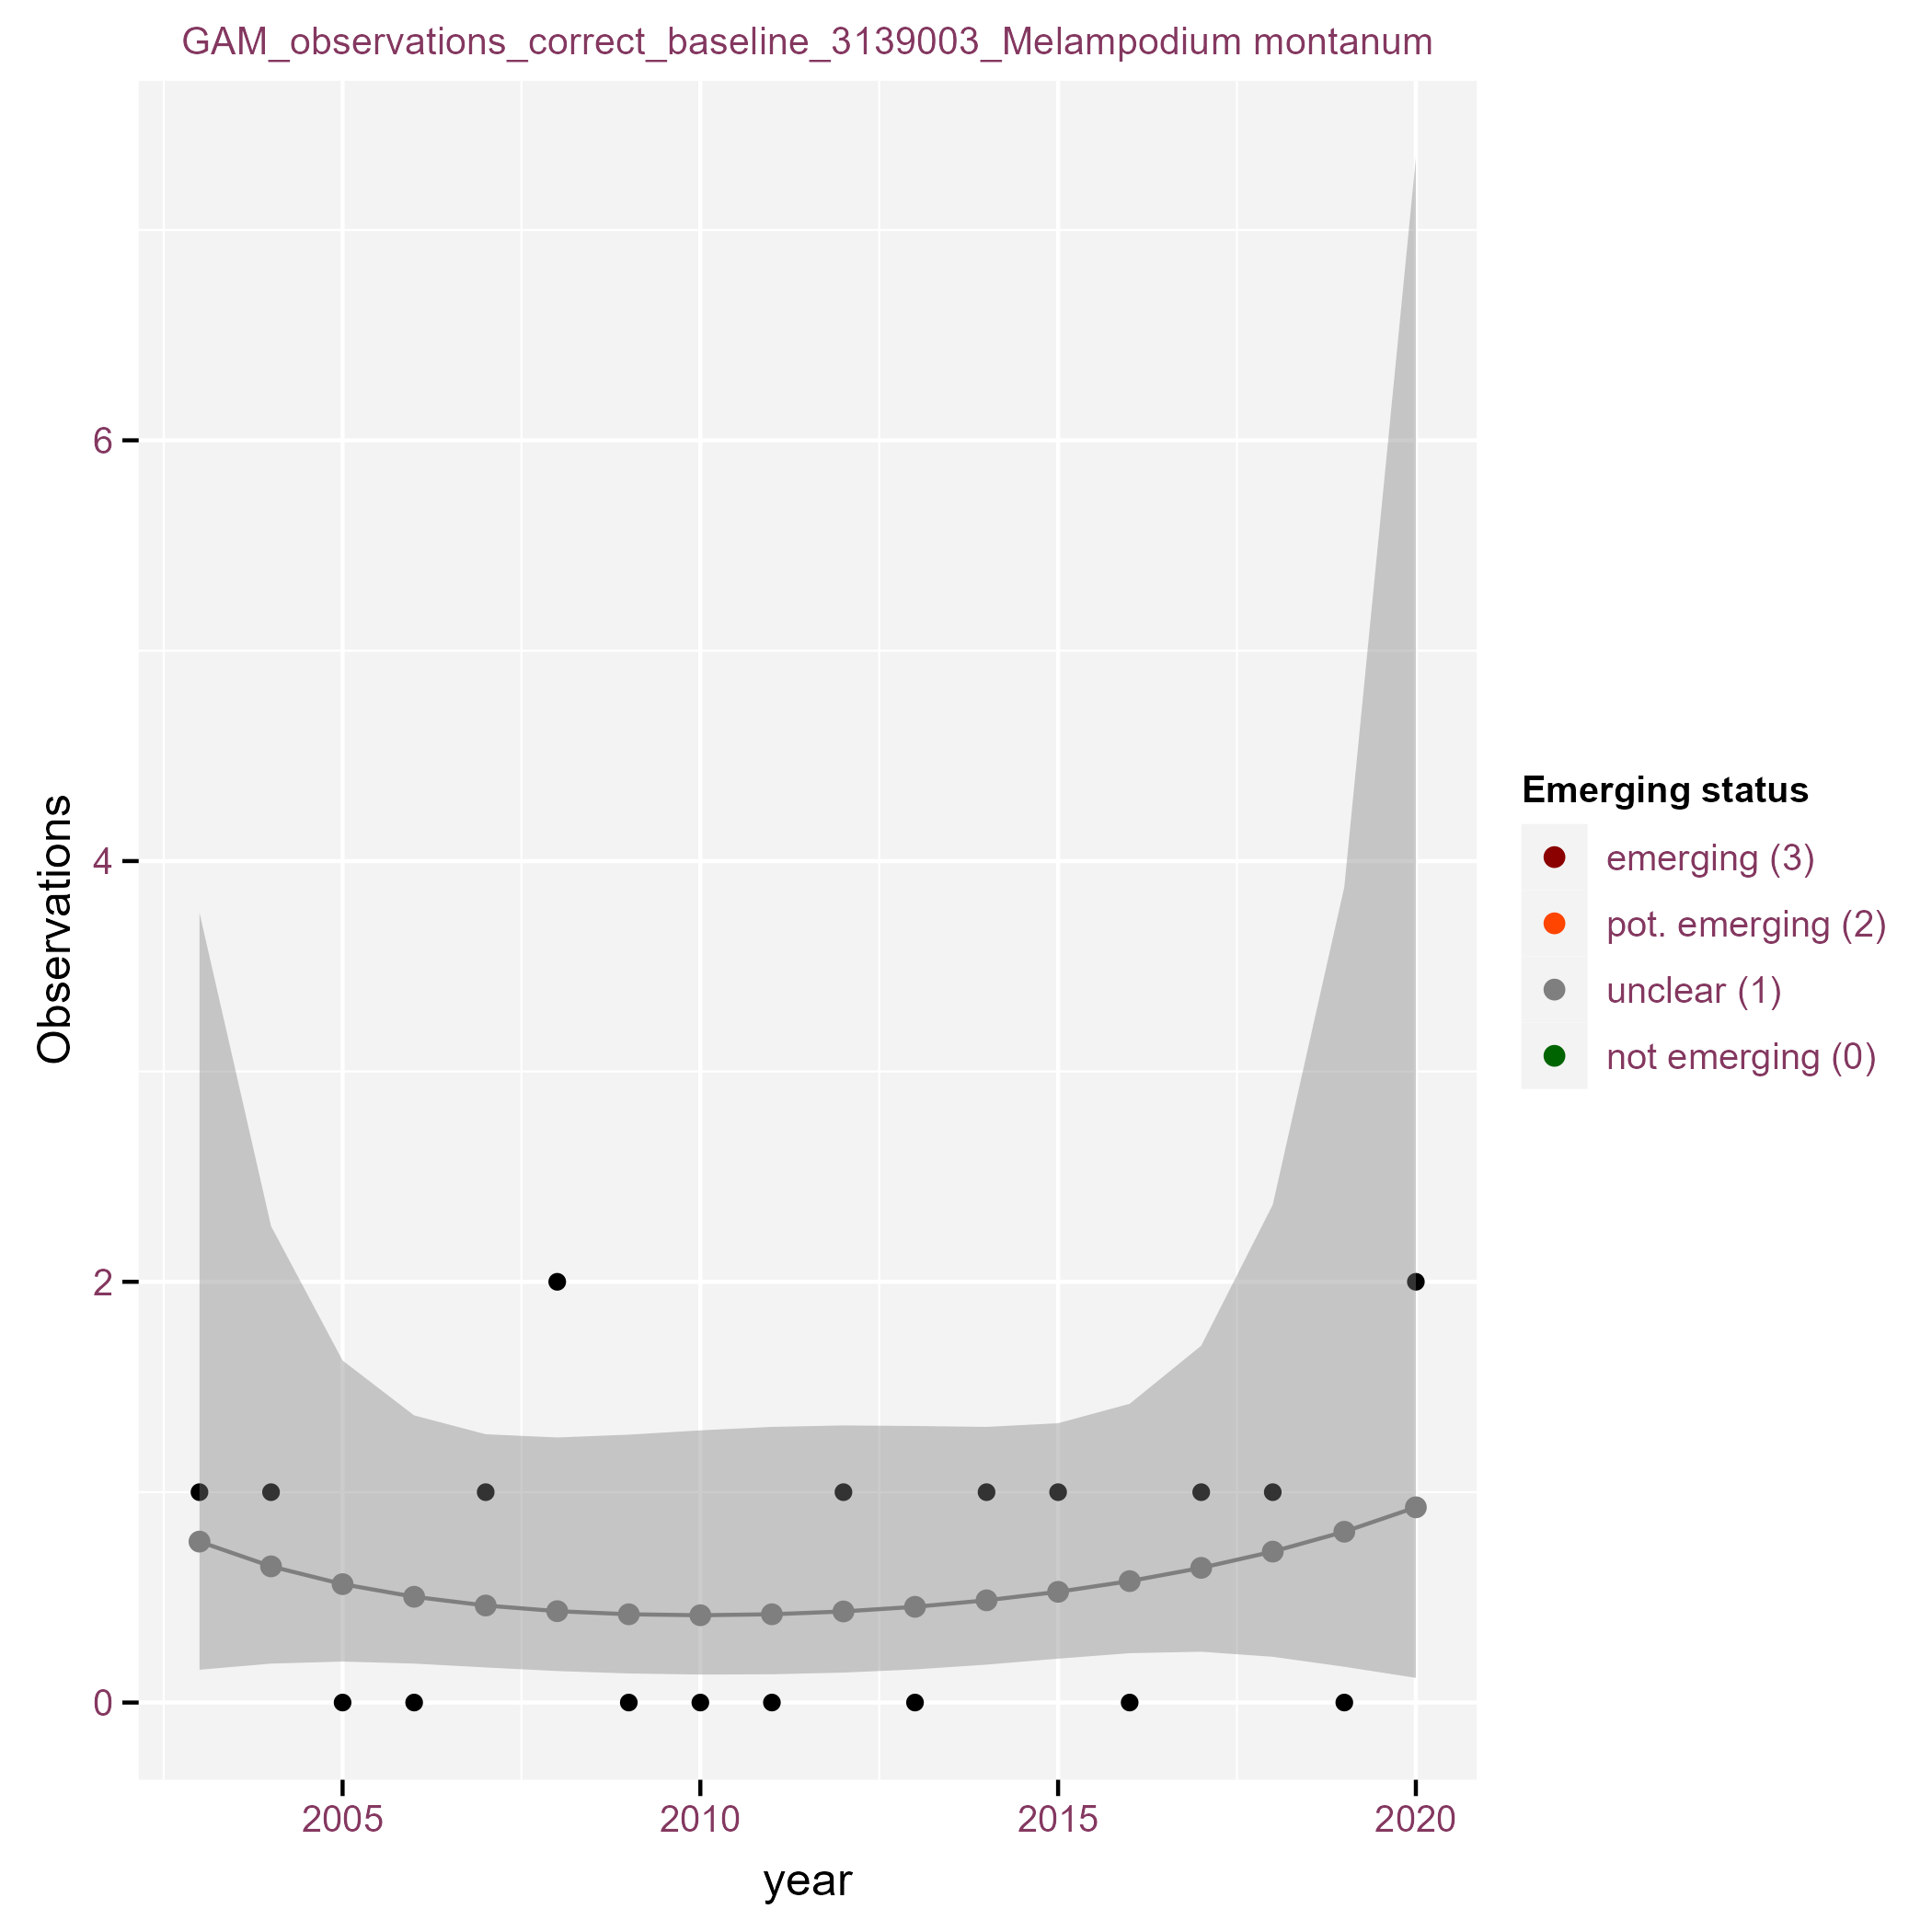 GAM_observations_correct_baseline_3139003_Melampodium montanum
Observations
6
4
2
0
2005
2010
2015
2020
year
Emerging status
emerging (3)
pot. emerging (2)
unclear (1)
not emerging (0)